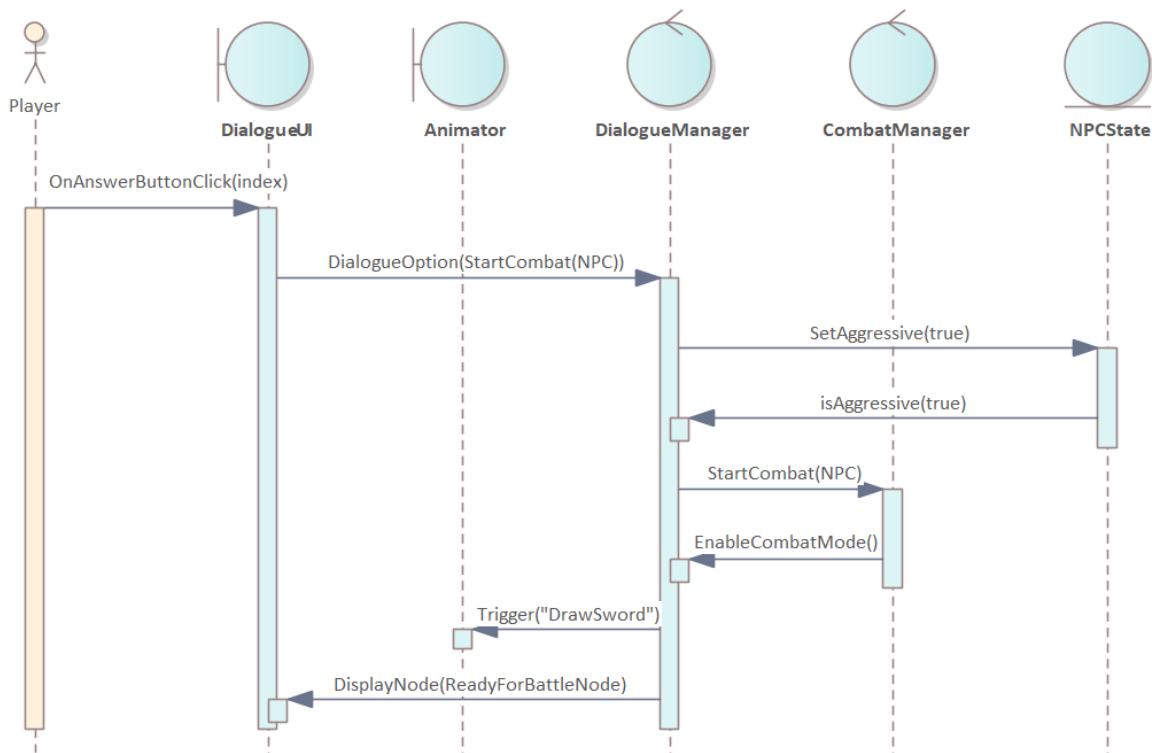 Player
DialogueUI
Animator
DialogueManager
CombatManager
NPCState
OnAnswerButtonClick(index)
DialogueOption(StartCombat(NPC))
SetAggressive(true)
isAggressive(true)
StartCombat(NPC)
EnableCombatMode()
Trigger("DrawSword")
DisplayNode(ReadyForBattleNode)